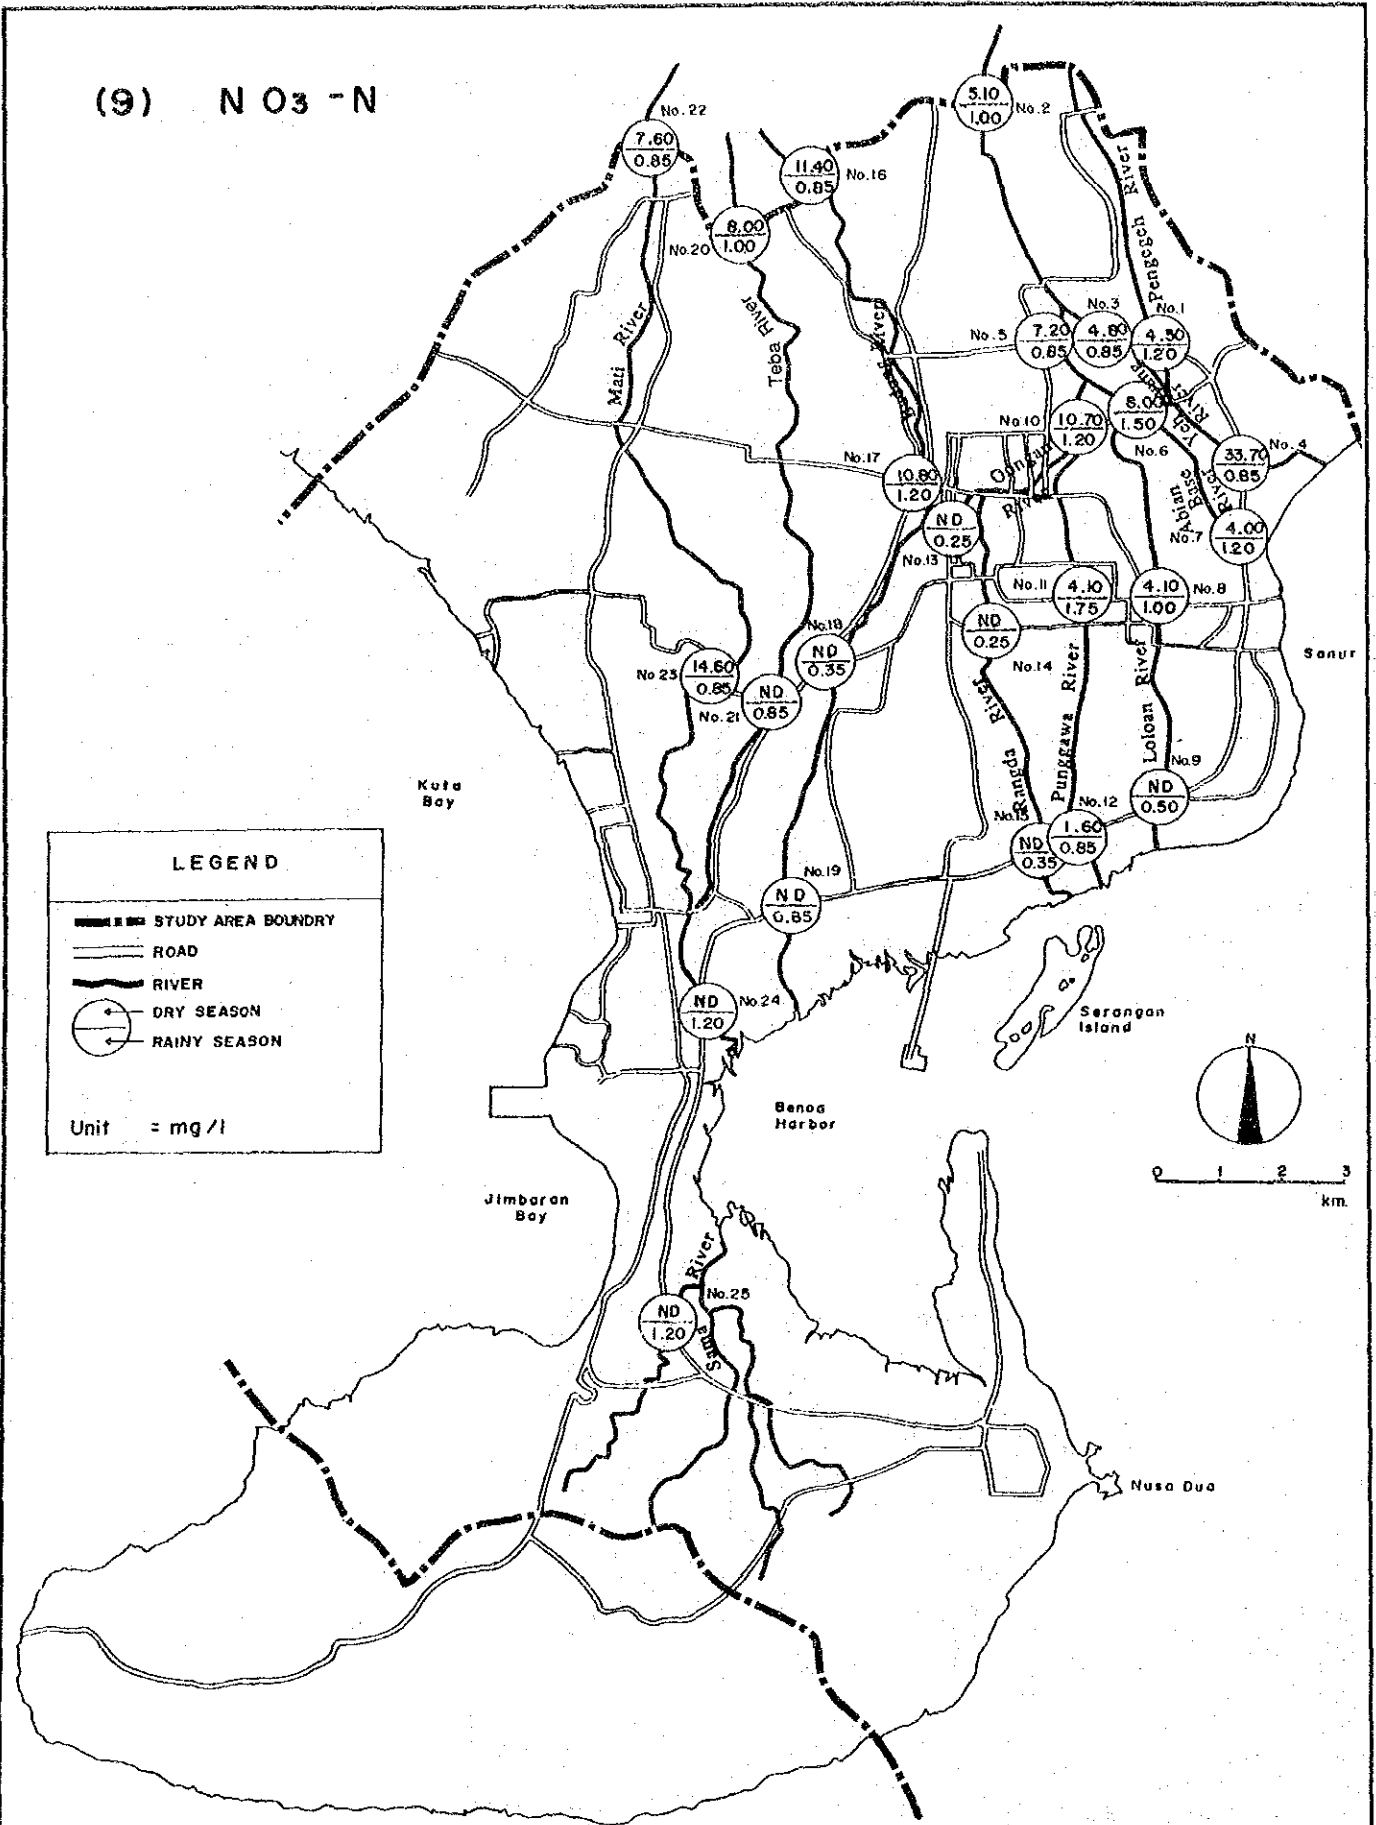 (9) NO3 -N
No.22
7.60
0.85
5.10
1.00
No.2
11.40
0.85
No.16
8.00
1.00
No.20
Pengegeh River
Mati River
Teba River
Badung River
No.5
7.20
0.85
No.3
4.80
0.85
No.1
4.50
1.20
No.10
10.70
1.20
8.00
1.50
No.6
Yeh
River
33.70
0.85
No.4
No.17
10.80
1.20
Oongan
River
Abian
Base
River
No.7
4.00
1.20
ND
0.25
No.13
No.11
4.10
1.75
4.10
1.00
No.8
ND
0.25
No.14
No.18
ND
0.35
Sanur
No 23
14.60
0.85
ND
0.85
No.21
Rangda River
Punggawa River
Loloan River
No.9
ND
0.50
Kuta
Bay
No.15
ND
0.35
No.12
1.60
0.85
No.19
ND
0.85
LEGEND
STUDY AREA BOUNDRY
ROAD
RIVER
DRY SEASON
RAINY SEASON
Unit = mg/l
ND
1.20
No.24
Serangan
Island
N
Benoa
Harbor
0 1 2 3
km.
Jimbaran
Bay
Sama River
No.25
ND
1.20
Nusa Dua